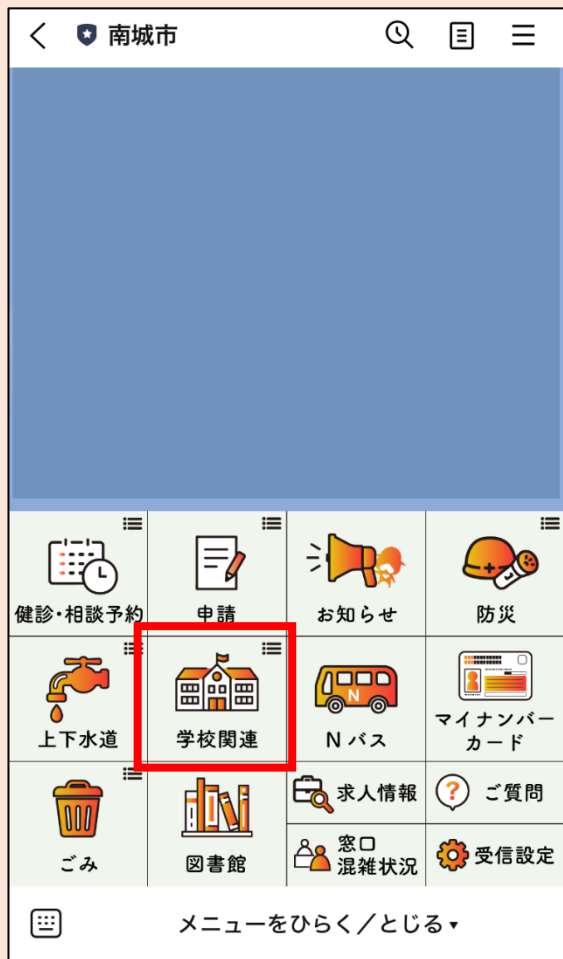 南城市
健診・相談予約
申請
お知らせ
防災
上下水道
学校関連
N
Nバス
マイナンバー
カード
ごみ
図書館
求人情報
?
ご質問
窓口
混雑状況
受信設定
メニューをひらく／とじる▾